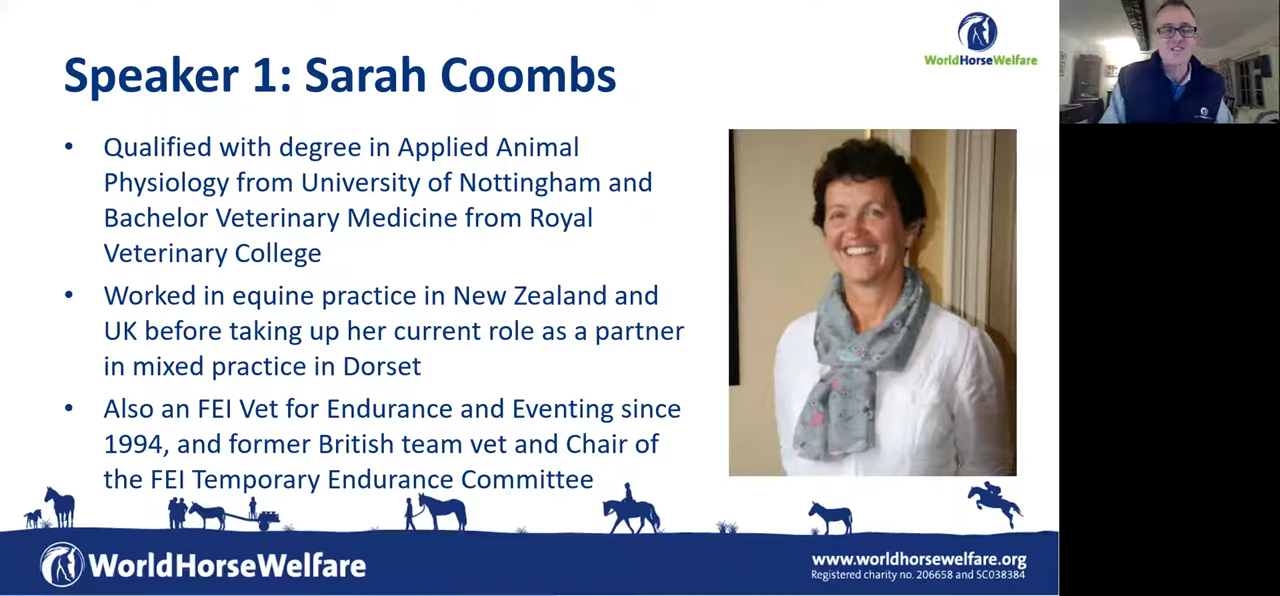 WorldHorseWelfare
Speaker 1: Sarah Coombs
• Qualified with degree in Applied Animal
Physiology from University of Nottingham and
Bachelor Veterinary Medicine from Royal
Veterinary College
• Worked in equine practice in New Zealand and
UK before taking up her current role as a partner
in mixed practice in Dorset
• Also an FEI Vet for Endurance and Eventing since
1994, and former British team vet and Chair of
the FEI Temporary Endurance Committee
WorldHorseWelfare
www.worldhorsewelfare.org
Registered charity no. 206658 and SC038384